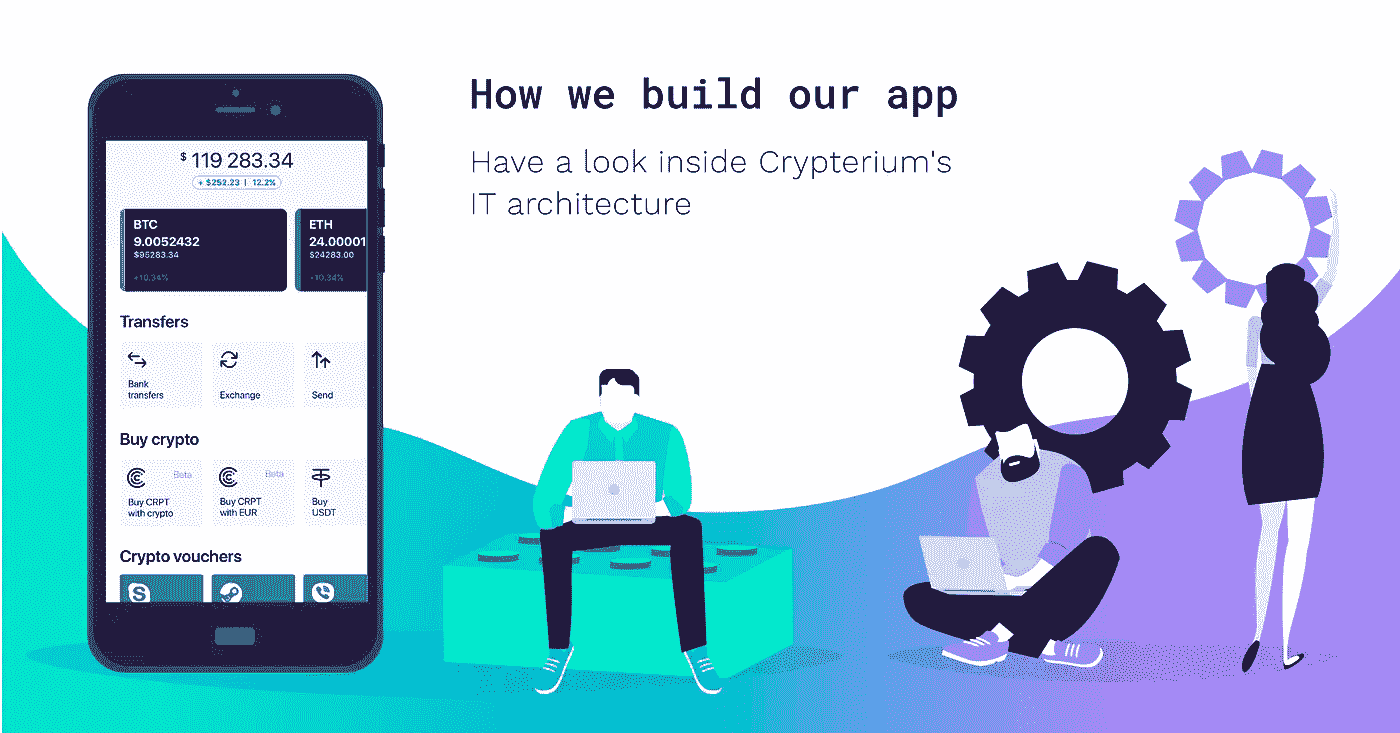 How we build our app
Have a look inside Crypterium's
IT architecture
$ 119 283.34
+ $252.23 | 12.2%
BTC
9.0052432
$95283.34
+10,34%
ETH
24.00001
$24283.00
+10,34%
Transfers
Bank
transfers
Exchange
Send
Buy crypto
Beta
Buy CRPT
with crypto
Beta
Buy CRPT
with EUR
Buy
USDT
Crypto vouchers